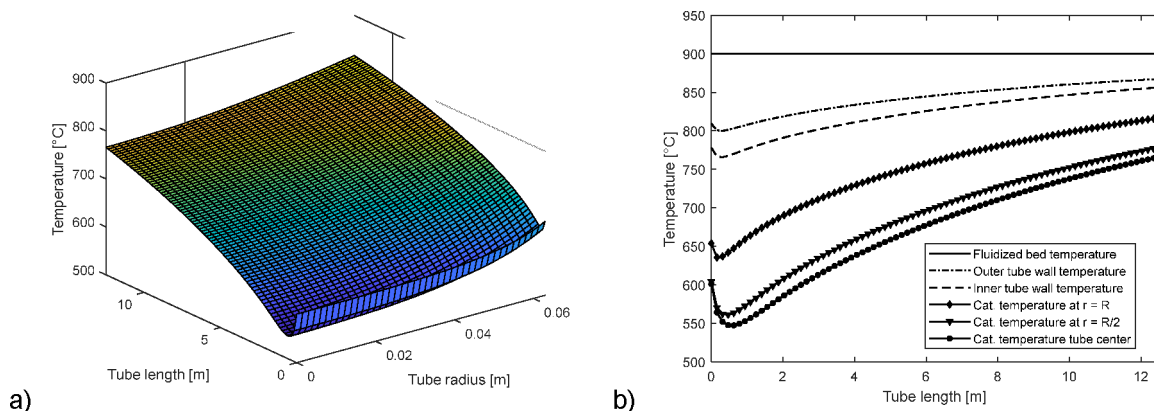 900
800
700
600
500
Temperature [°C]
10
5
0
Tube length [m]
0
0.02
0.04
0.06
Tube radius [m]
a)
950
900
850
800
750
700
650
600
550
500
Temperature [°C]
0
2
4
6
8
10
12
Tube length [m]
Fluidized bed temperature
Outer tube wall temperature
Inner tube wall temperature
Cat. temperature at r = R
Cat. temperature at r = R/2
Cat. temperature tube center
b)